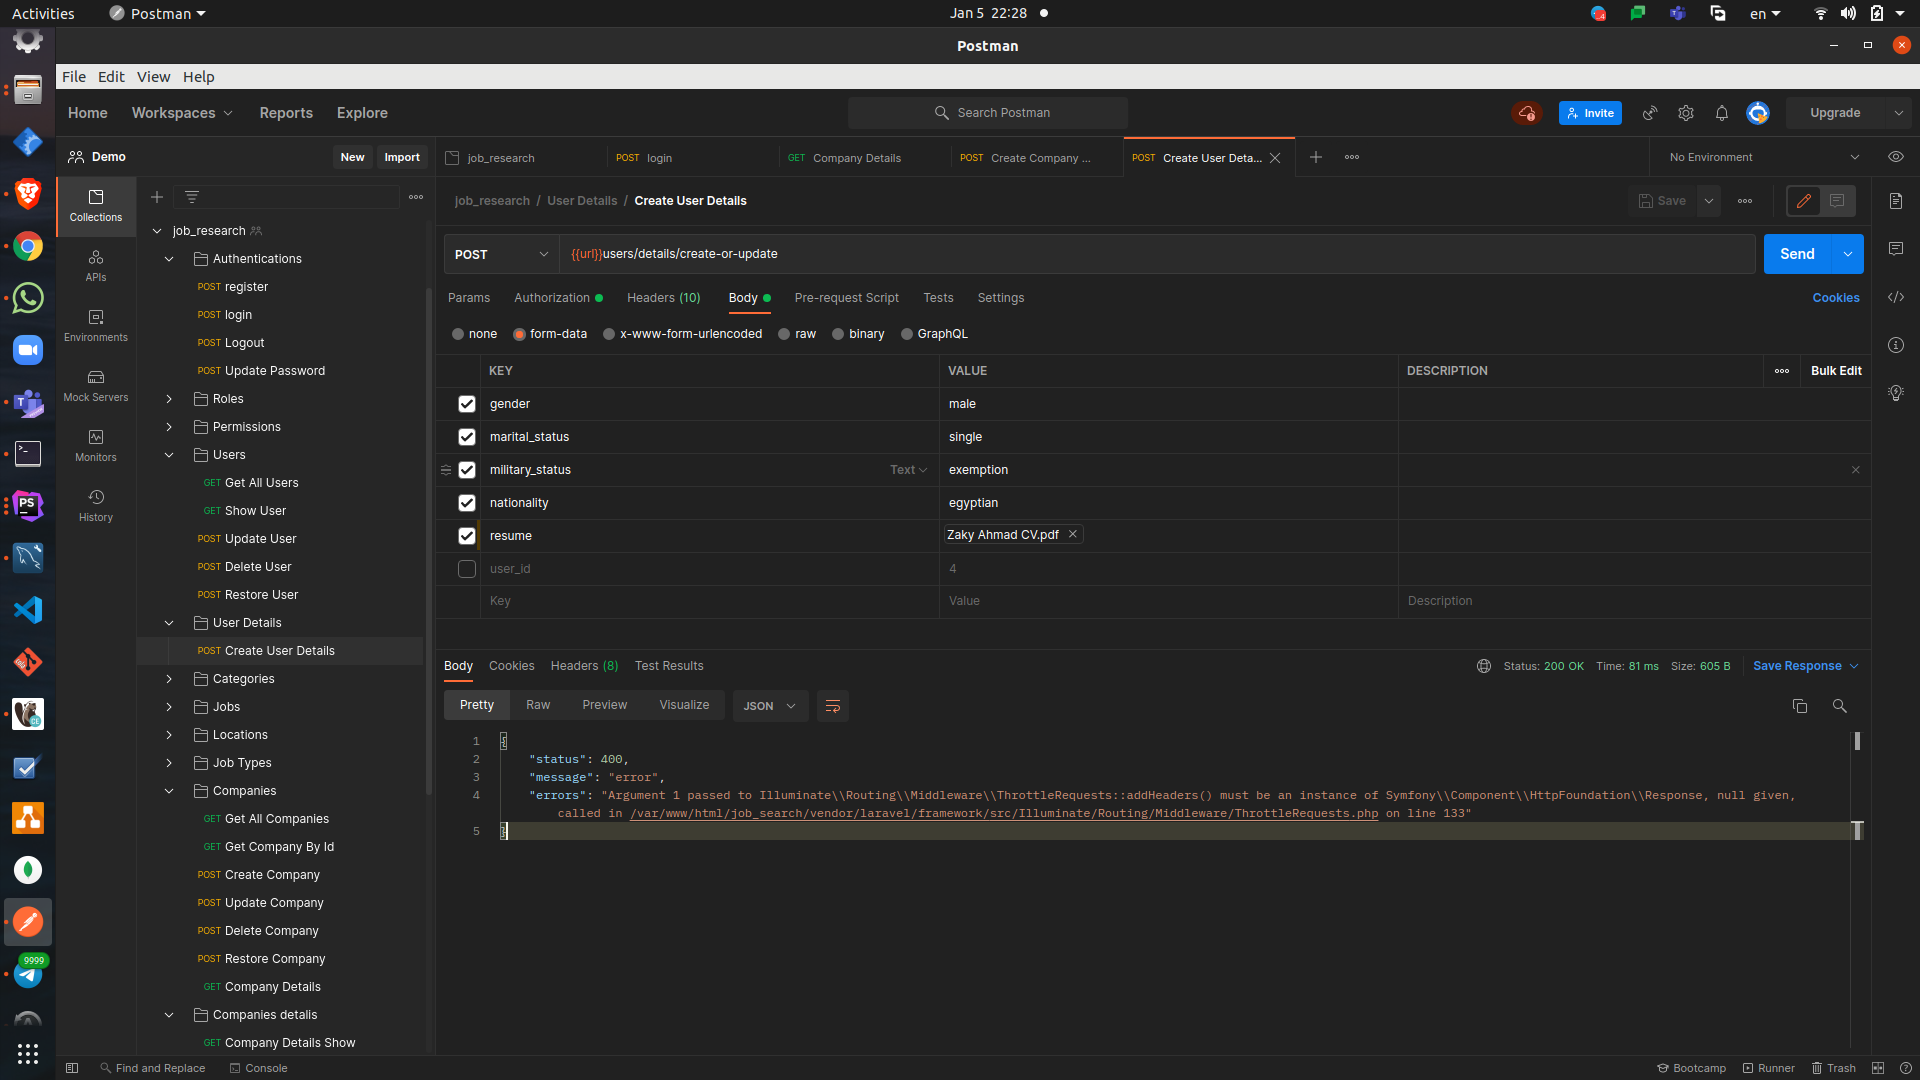 Activities
Postman
Jan 5 22:28
en
Postman
File Edit View Help
Home Workspaces Reports Explore
Search Postman
Invite
Upgrade
Demo
New
Import
job_research
POST login
GET Company Details
POST Create Company ...
POST Create User Deta...
No Environment
Collections
APIs
Environments
Mock Servers
Monitors
History
job_research
Authentications
POST register
POST login
POST Logout
POST Update Password
Roles
Permissions
Users
GET Get All Users
GET Show User
POST Update User
POST Delete User
POST Restore User
User Details
POST Create User Details
Categories
Jobs
Locations
Job Types
Companies
GET Get All Companies
GET Get Company By Id
POST Create Company
POST Update Company
POST Delete Company
POST Restore Company
GET Company Details
Companies detalis
GET Company Details Show
job_research / User Details / Create User Details
Save
POST
{{url}}users/details/create-or-update
Send
Params Authorization Headers (10) Body Pre-request Script Tests Settings
Cookies
none form-data x-www-form-urlencoded raw binary GraphQL
KEY VALUE DESCRIPTION
Bulk Edit
gender male
marital_status single
military_status Text exemption
nationality egyptian
resume Zaky Ahmad CV.pdf
user_id 4
Key Value Description
Body Cookies Headers (8) Test Results
Status: 200 OK Time: 81 ms Size: 605 B
Save Response
Pretty Raw Preview Visualize JSON
1 {
2 "status": 400,
3 "message": "error",
4 "errors": "Argument 1 passed to Illuminate\\Routing\\Middleware\\ThrottleRequests::addHeaders() must be an instance of Symfony\\Component\\HttpFoundation\\Response, null given,
called in /var/www/html/job_search/vendor/laravel/framework/src/Illuminate/Routing/Middleware/ThrottleRequests.php on line 133"
5 }
PS
9999
Find and Replace
Console
Bootcamp
Runner
Trash